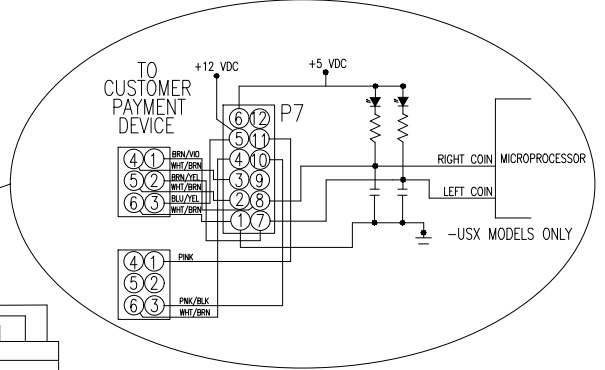 TO
CUSTOMER
PAYMENT
DEVICE
+12 VDC
+5 VDC
P7
6 12
5 11
4 10
3 9
2 8
1 7
4 1 BRN/VIO
WHT/BRN
5 2 BRN/YEL
WHT/BRN
6 3 BLU/YEL
WHT/BRN
4 1 PINK
5 2
6 3 PNK/BLK
WHT/BRN
RIGHT COIN
LEFT COIN
MICROPROCESSOR
-USX MODELS ONLY